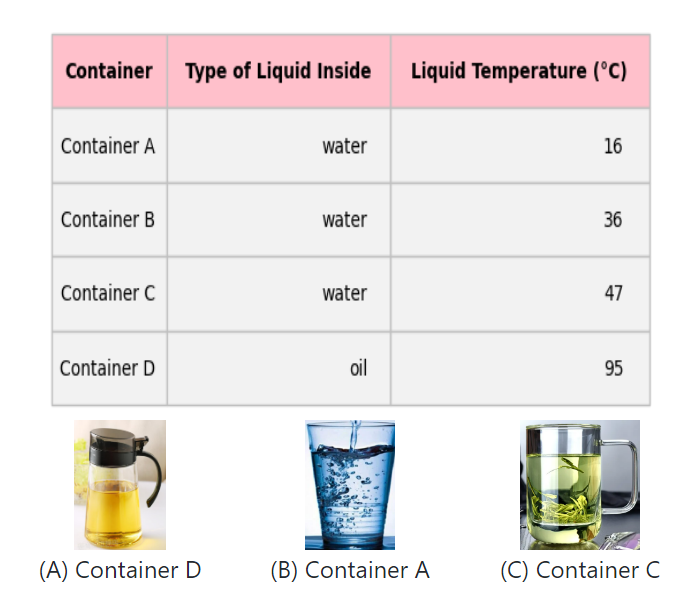 Container Type of Liquid Inside Liquid Temperature (°C)
Container A water 16
Container B water 36
Container C water 47
Container D oil 95
(A) Container D (B) Container A (C) Container C